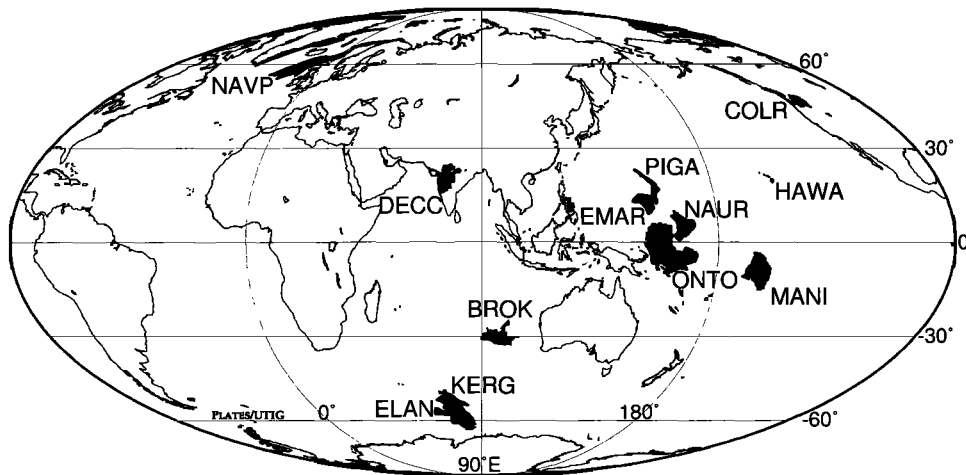 60°
NAVP
COLR
30°
PIGA
HAWA
DECC
EMAR
NAUR
0°
ONTO
MANI
BROK
-30°
KERG
ELAN
PLATES/UTIG
0°
180°
-60°
90°E